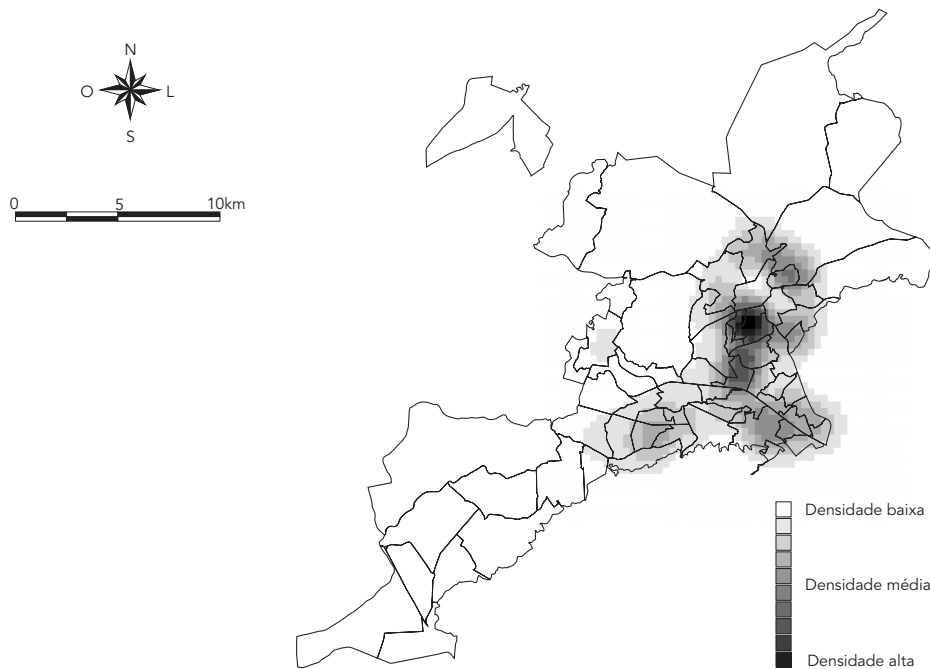 N
O L
S
0 5 10km
Densidade baixa
Densidade média
Densidade alta